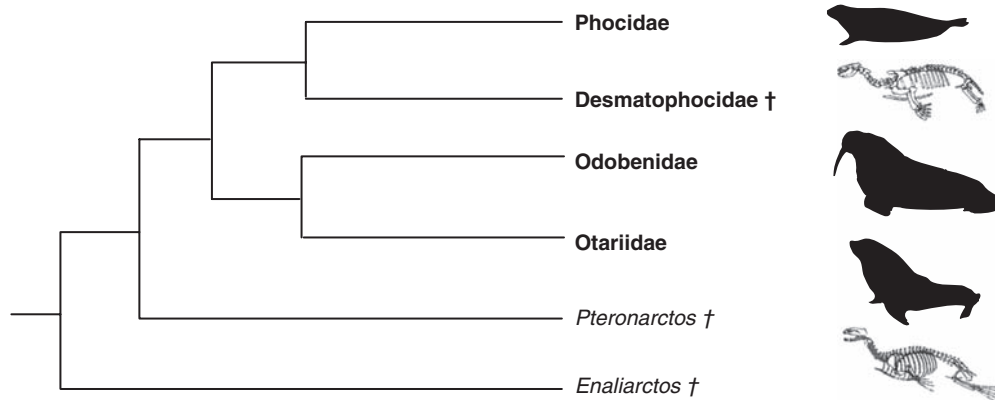 Phocidae
Desmatophocidae †
Odobenidae
Otariidae
Pteronarctos †
Enaliarctos †